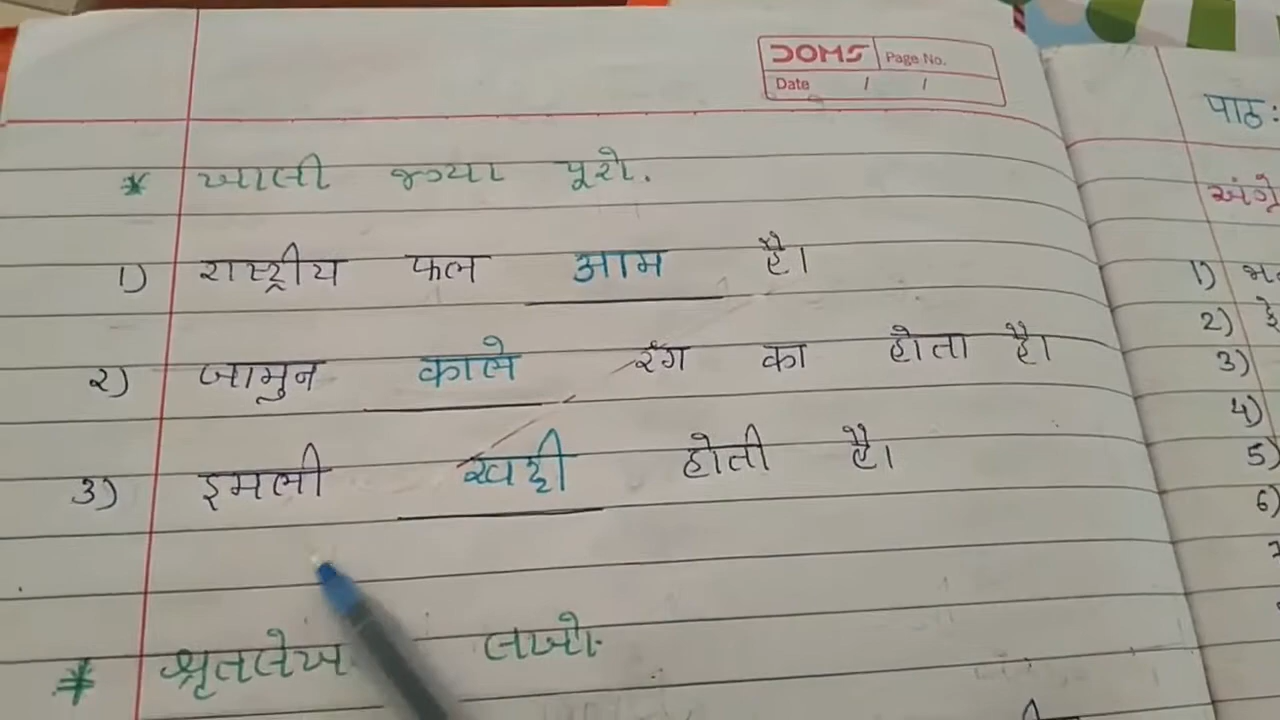 DOMS Page No.
Date / /
* खाली जग्या पूरो.
1) राष्ट्रीय फल आम है।
२) जामुन काले रंग का होता है।
3) इमली खट्टी होती है।
* श्रृतलेख लखो.
पाठ:
अंग्रे
1)
2)
3)
4)
5)
6)